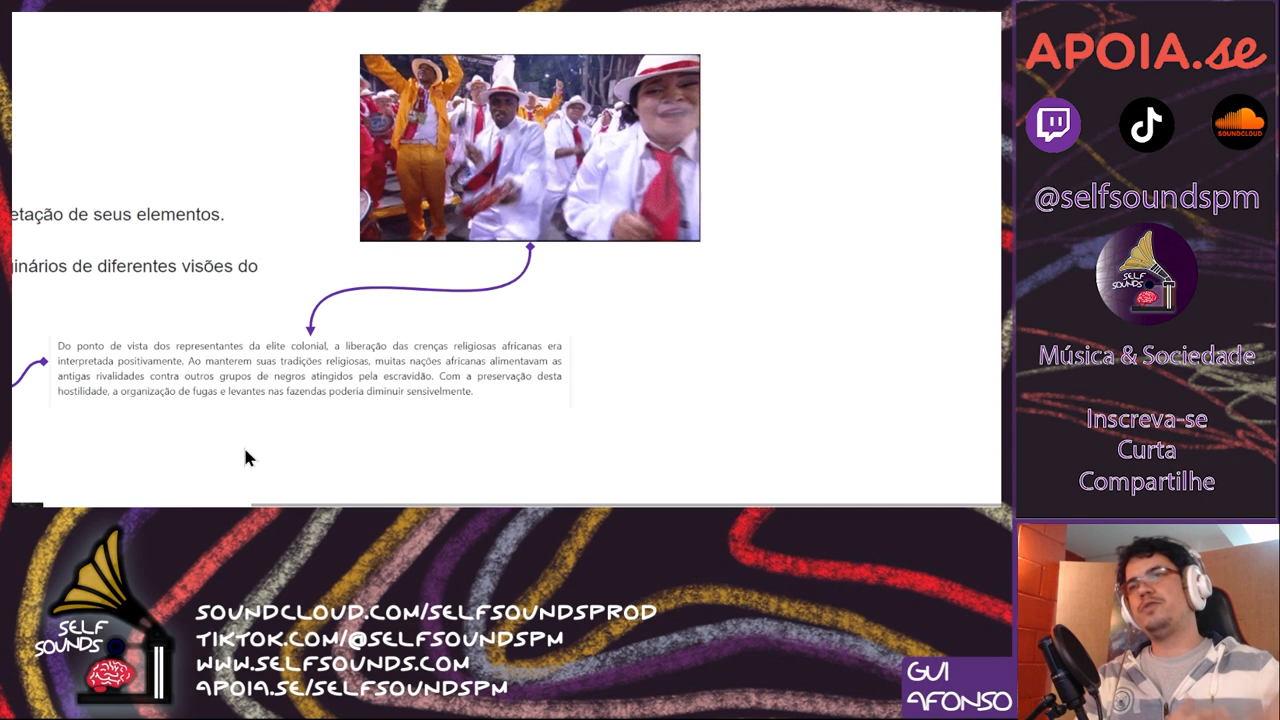 etação de seus elementos.
inários de diferentes visões do
Do ponto de vista dos representantes da elite colonial, a liberação das crenças religiosas africanas era
interpretada positivamente. Ao manterem suas tradições religiosas, muitas nações africanas alimentavam as
antigas rivalidades contra outros grupos de negros atingidos pela escravidão. Com a preservação desta
hostilidade, a organização de fugas e levantes nas fazendas poderia diminuir sensivelmente.
APOIA.se
SOUNDCLOUD
@selfsoundspm
SELF
SOUNDS
Música & Sociedade
Inscreva-se
Curta
Compartilhe
SELF
SOUNDS
SOUNDCLOUD.COM/SELFSOUNDSPROD
TIKTOK.COM/@SELFSOUNDSPM
WWW.SELFSOUNDS.COM
APOIA.SE/SELFSOUNDSPM
GUI
AFONSO